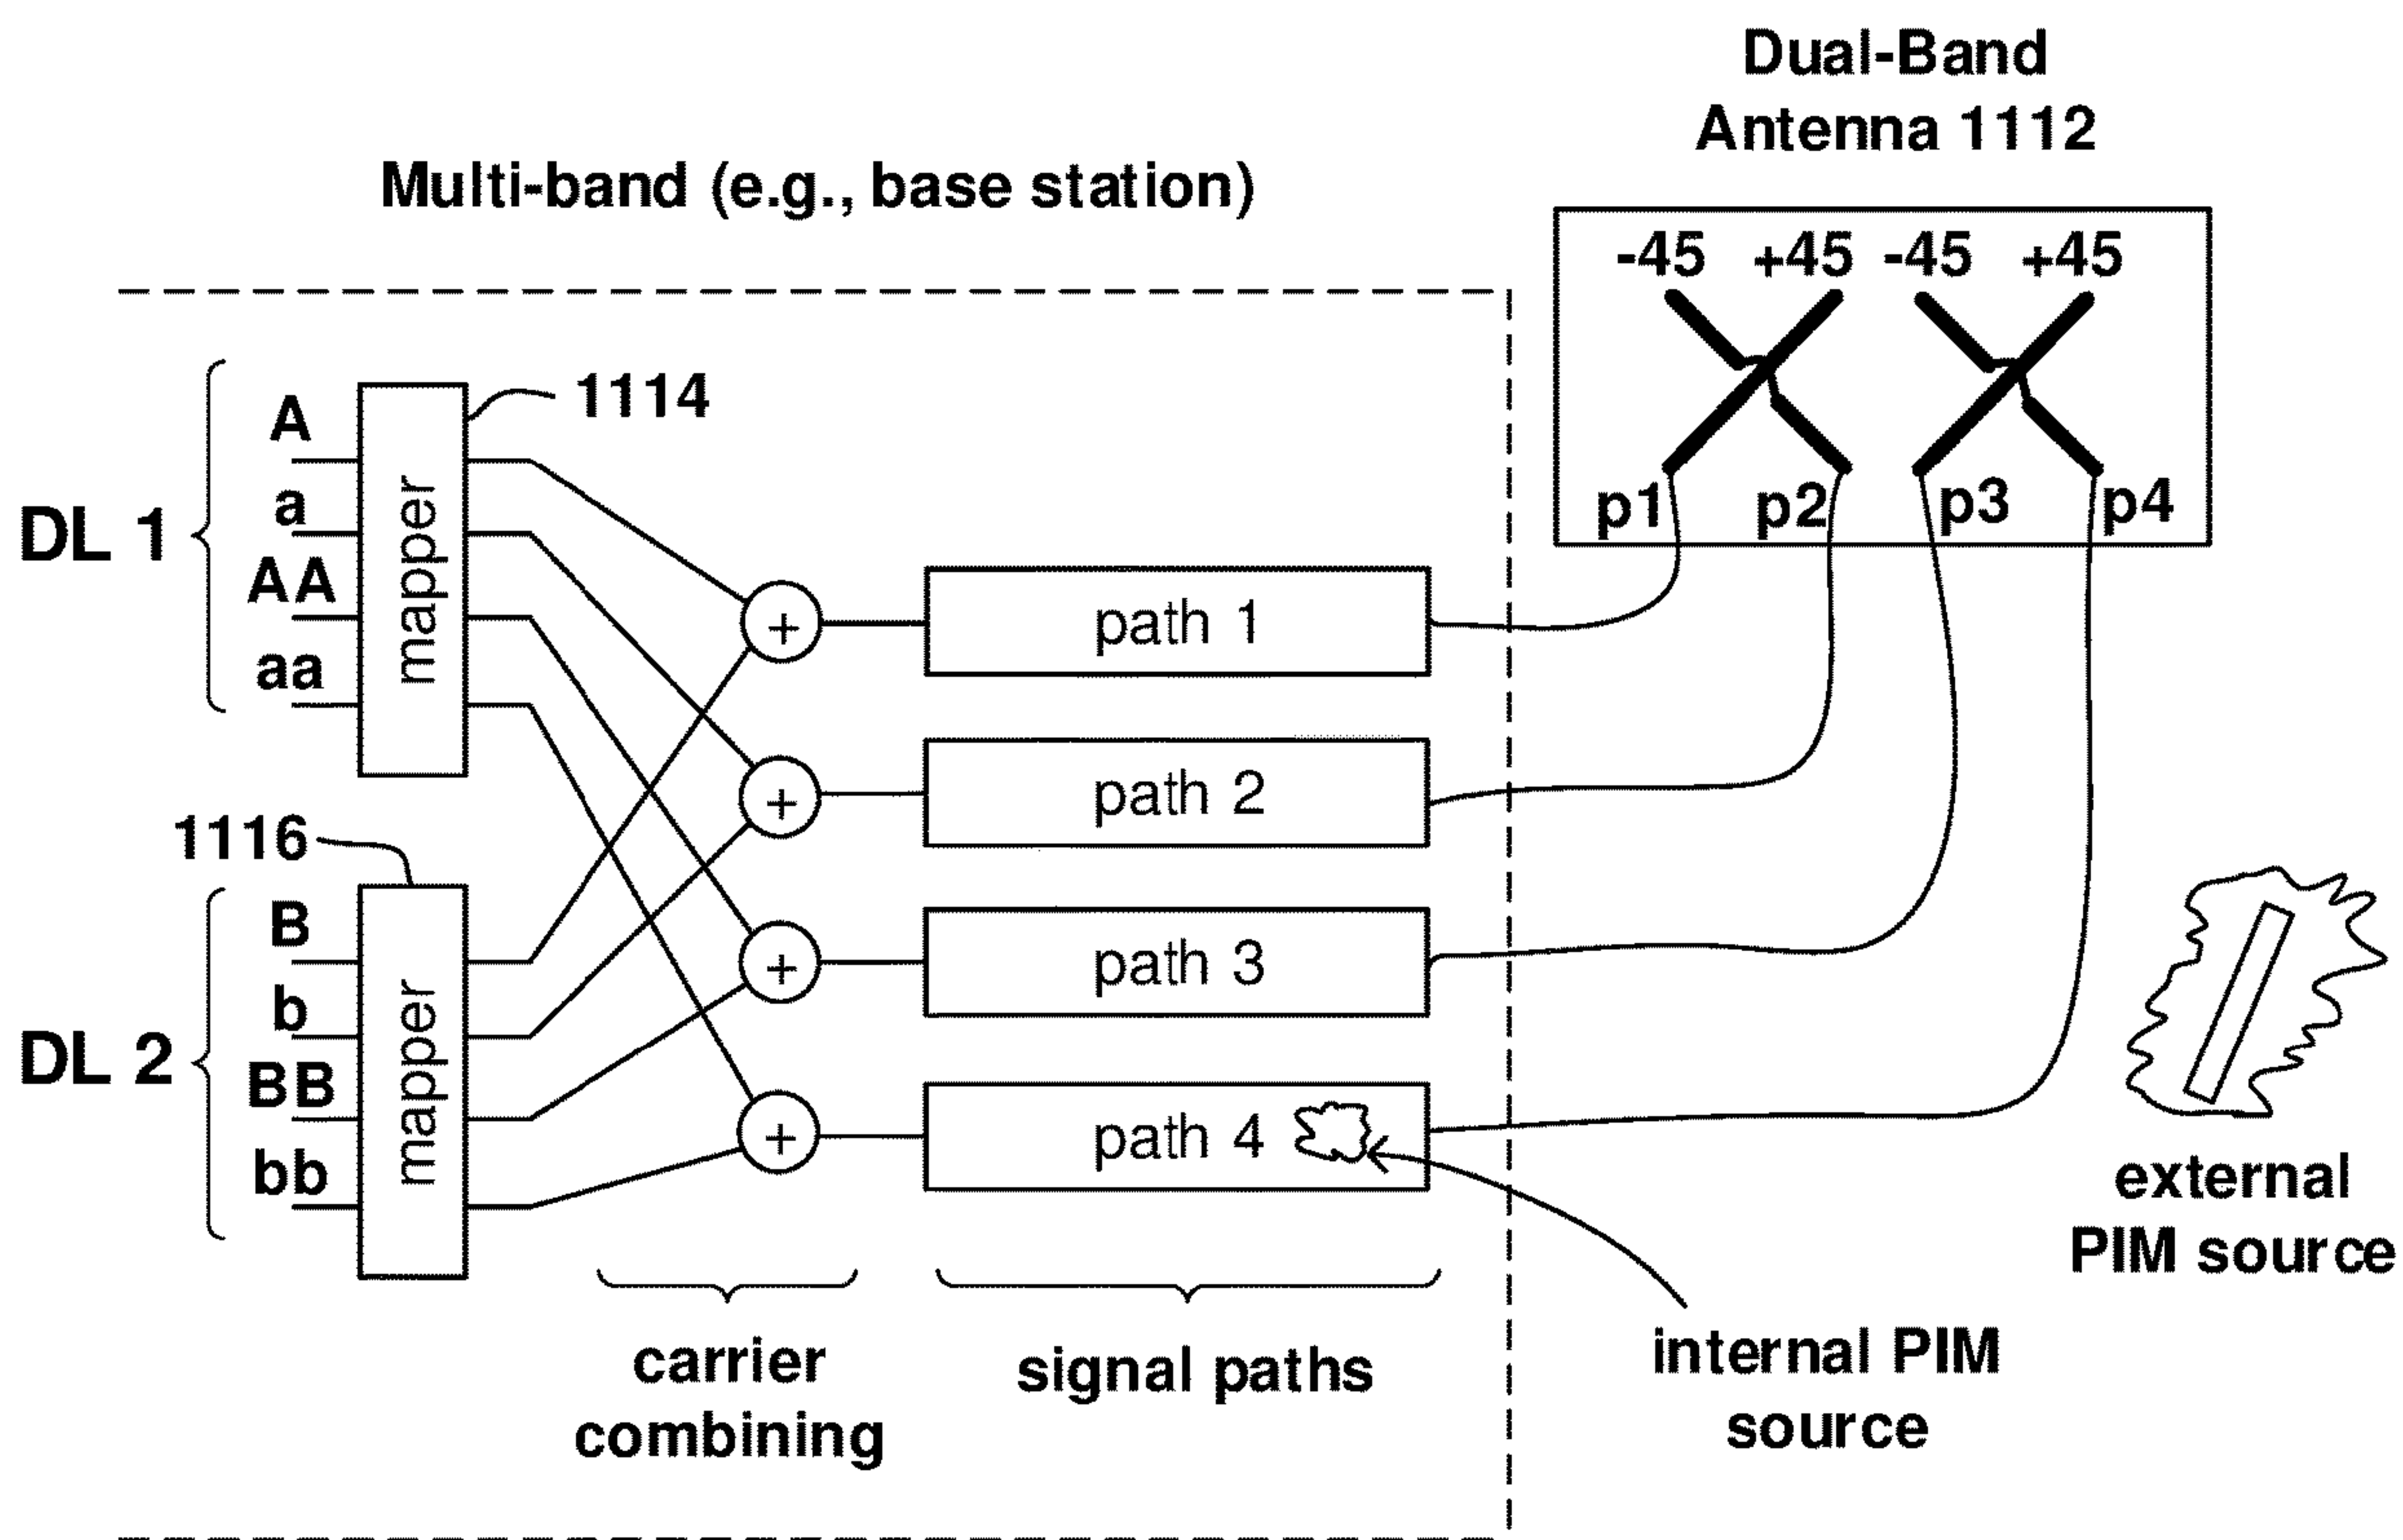 Dual-Band
Antenna 1112
Multi-band (e.g., base station)
-45 +45 -45 +45
p1 p2 p3 p4
1114
DL 1
A
a
AA
aa
mapper
1116
DL 2
B
b
BB
bb
mapper
+
+
+
+
path 1
path 2
path 3
path 4
carrier
combining
signal paths
internal PIM
source
external
PIM source